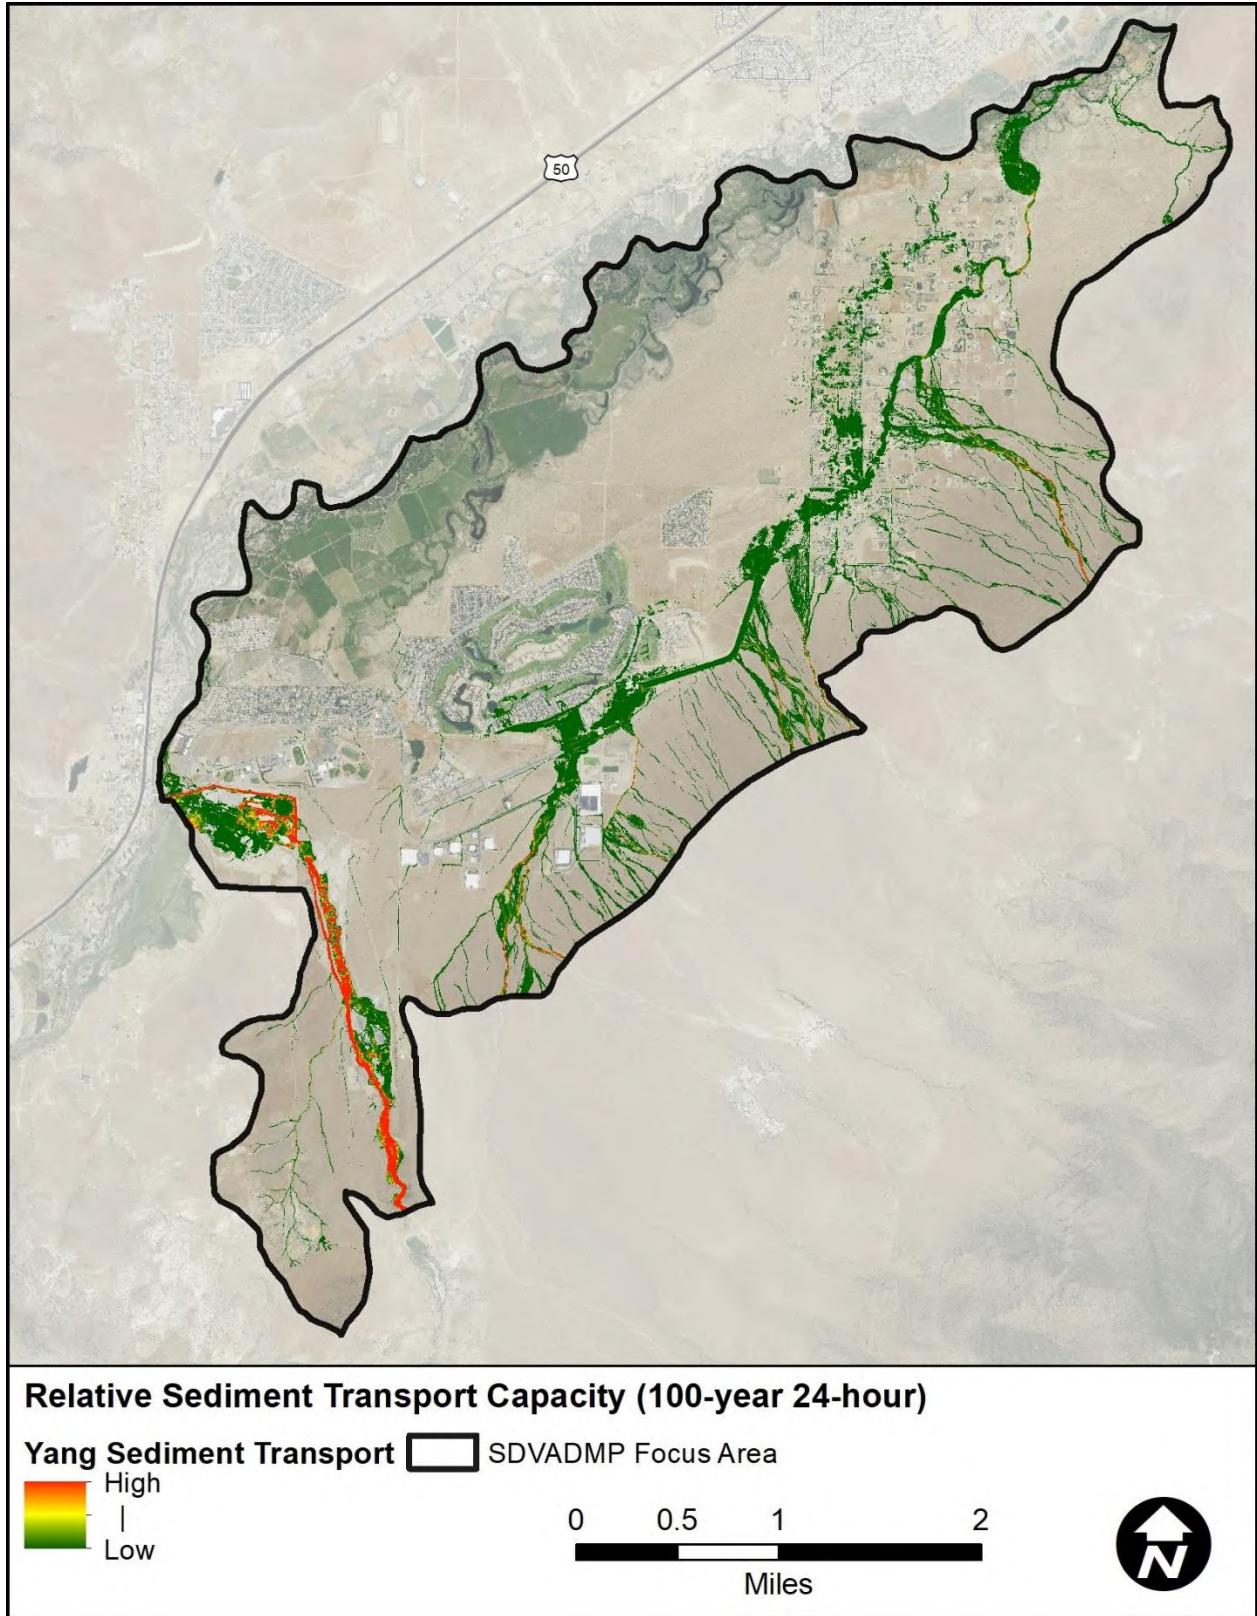 50
Relative Sediment Transport Capacity (100-year 24-hour)
Yang Sediment Transport
SDVADMP Focus Area
High
Low
0 0.5 1 2
Miles
N